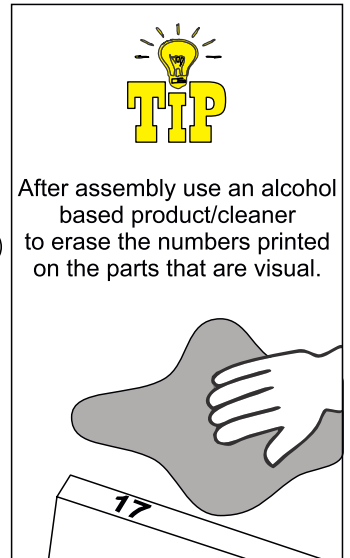 TIP
After assembly use an alcohol
based product/cleaner
to erase the numbers printed
on the parts that are visual.
17